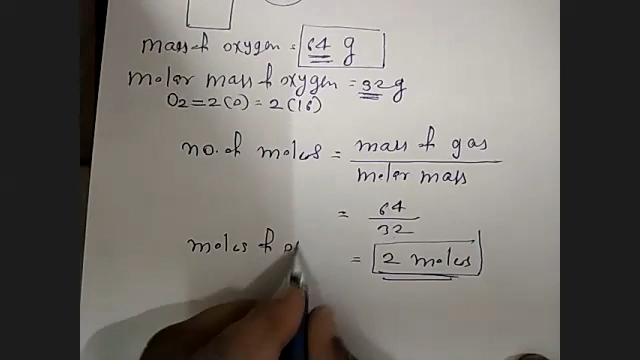 mass of oxygen = 64 g
molar mass of oxygen = 32g
O2 = 2(O) = 2(16)
no. of moles = mass of gas / molar mass
= 64 / 32
moles of = 2 moles